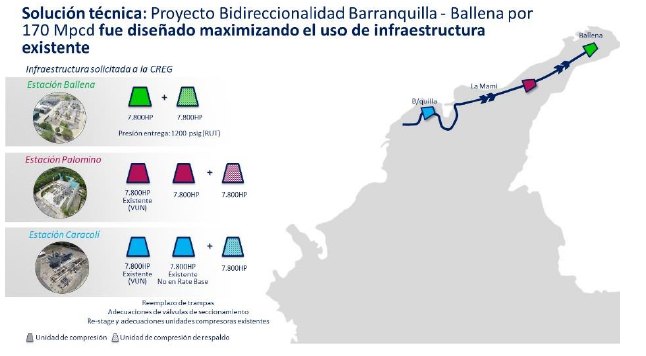 Solución técnica: Proyecto Bidireccionalidad Barranquilla - Ballena por
170 Mpcd fue diseñado maximizando el uso de infraestructura
existente
Infraestructura solicitada a la CREG
Estación Ballena
+
7.800HP
7.800HP
Presión entrega: 1200 psig (RUT)
Estación Palomino
+
7.800HP
Existente
(VUN)
7.800HP
7.800HP
Estación Caracolí
+
7.800HP
Existente
(VUN)
7.800HP
Existente
No en Rate Base
7.800HP
Reemplazo de trampas
Adecuaciones de válvulas de seccionamiento
Re-stage y adecuaciones unidades compresoras existentes
Unidad de compresión
Unidad de compresión de respaldo
Ballena
La Mami
B/quilla